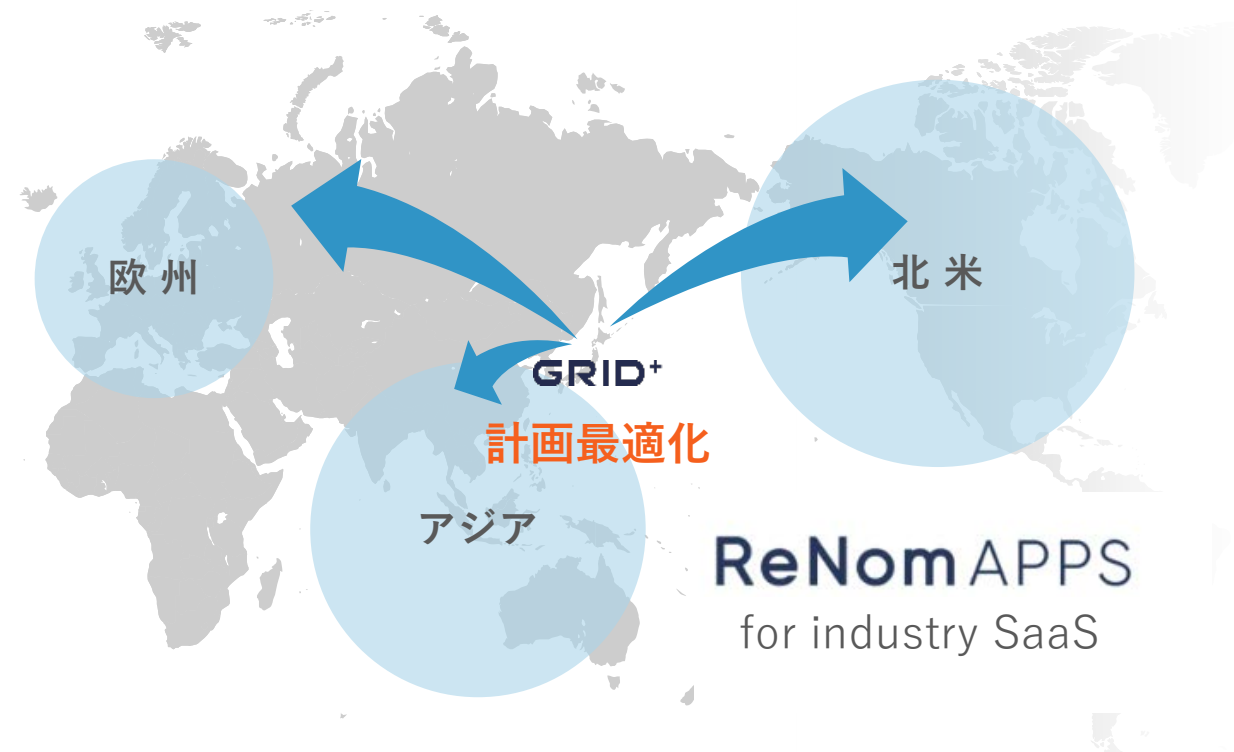 欧州
北米
GRID+
計画最適化
アジア
ReNom APPS
for industry SaaS